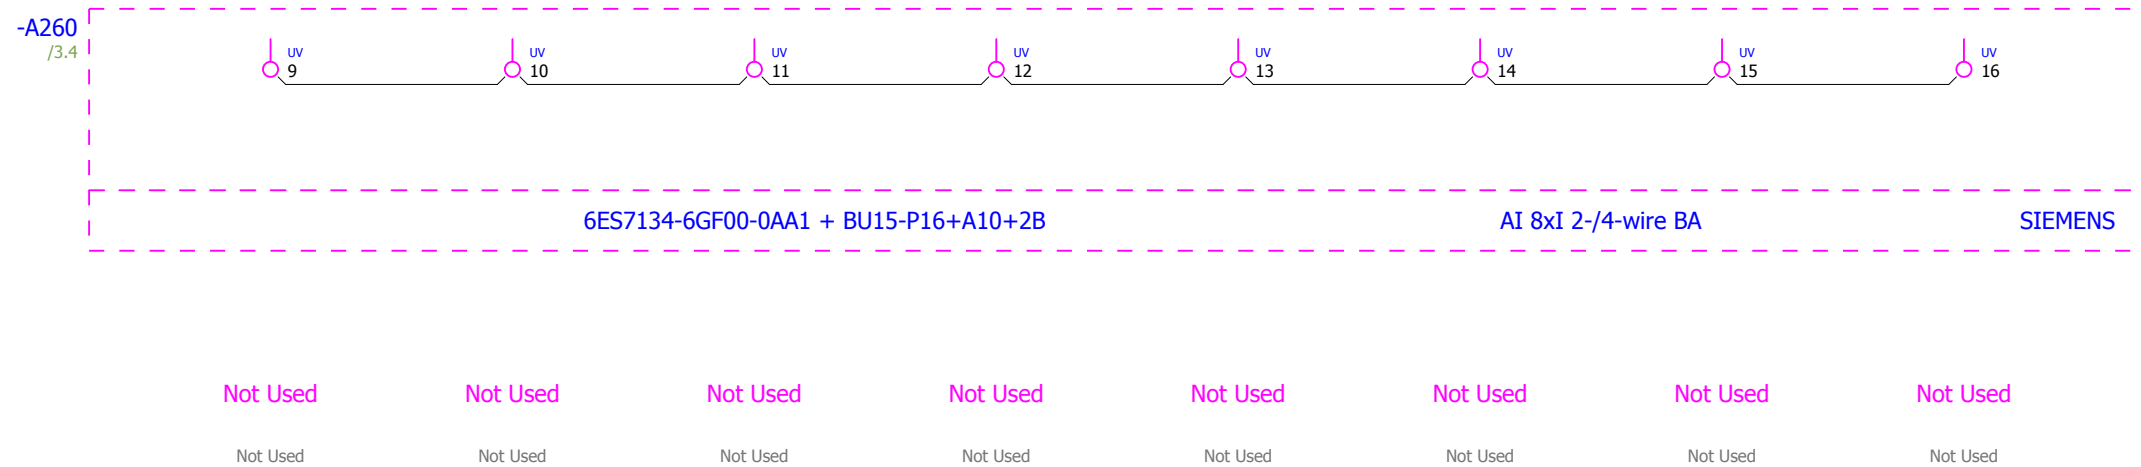 -A260
/3.4
UV UV UV UV UV UV UV UV
9 10 11 12 13 14 15 16
6ES7134-6GF00-0AA1 + BU15-P16+A10+2B AI 8xI 2-/4-wire BA SIEMENS
Not Used Not Used Not Used Not Used Not Used Not Used Not Used Not Used
Not Used Not Used Not Used Not Used Not Used Not Used Not Used Not Used